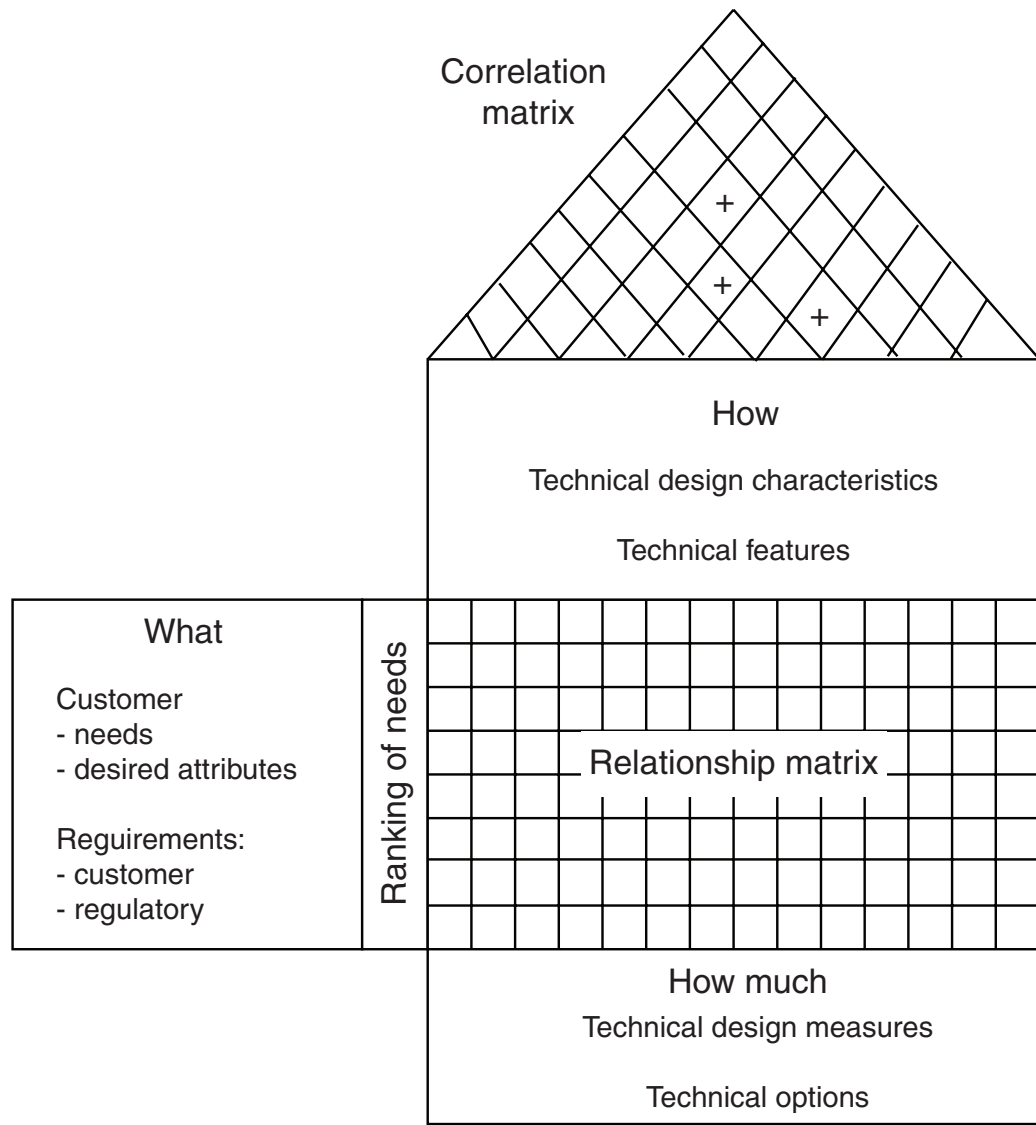 Correlation
matrix
+
+
+
How
Technical design characteristics
Technical features
What
Customer
- needs
- desired attributes
Reguirements:
- customer
- regulatory
Ranking of needs
Relationship matrix
How much
Technical design measures
Technical options